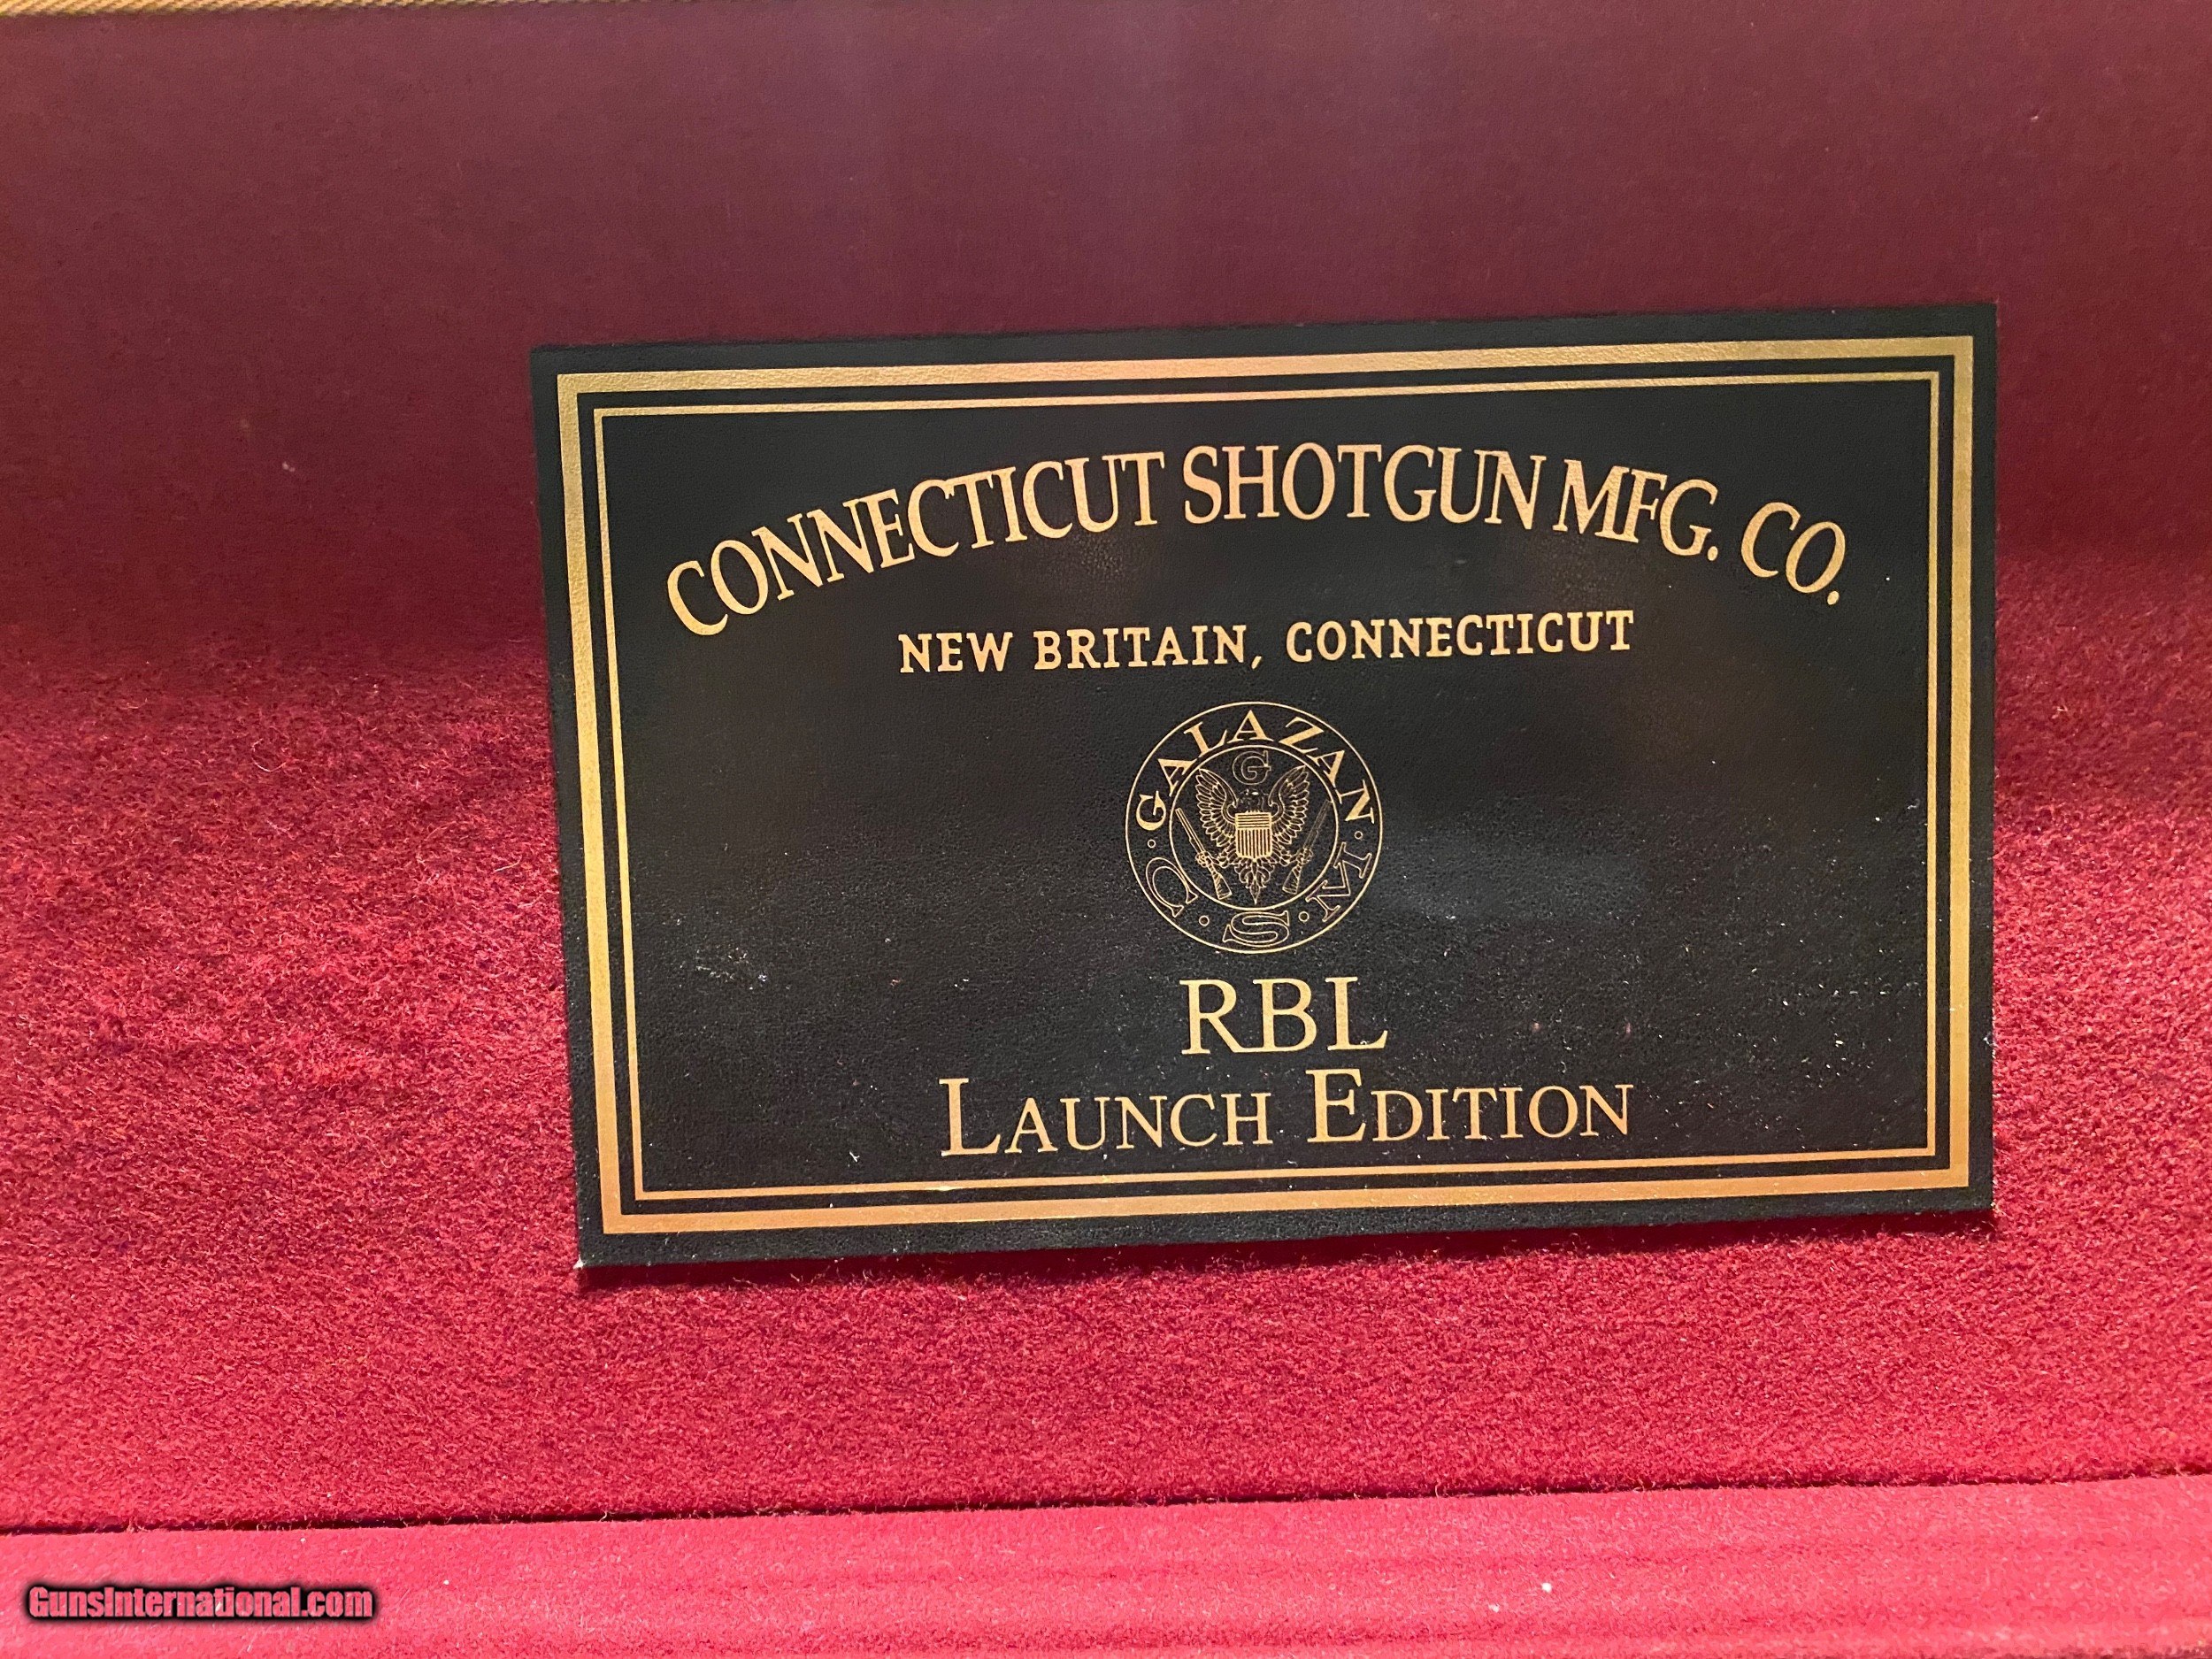 CONNECTICUT SHOTGUN MFG. CO.
NEW BRITAIN, CONNECTICUT
GALAZAN
G
C·S·M
RBL
LAUNCH EDITION
GunsInternational.com